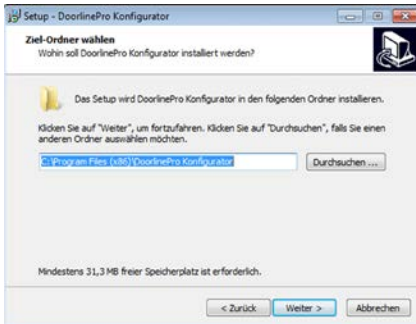 Setup - DoorlinePro Konfigurator
Ziel-Ordner wählen
Wohin soll DoorlinePro Konfigurator installiert werden?
Das Setup wird DoorlinePro Konfigurator in den folgenden Ordner installieren.
Klicken Sie auf "Weiter", um fortzufahren. Klicken Sie auf "Durchsuchen", falls Sie einen
anderen Ordner auswählen möchten.
C:\Program Files (x86)\DoorlinePro Konfigurator
Durchsuchen ...
Mindestens 31,3 MB freier Speicherplatz ist erforderlich.
< Zurück
Weiter >
Abbrechen